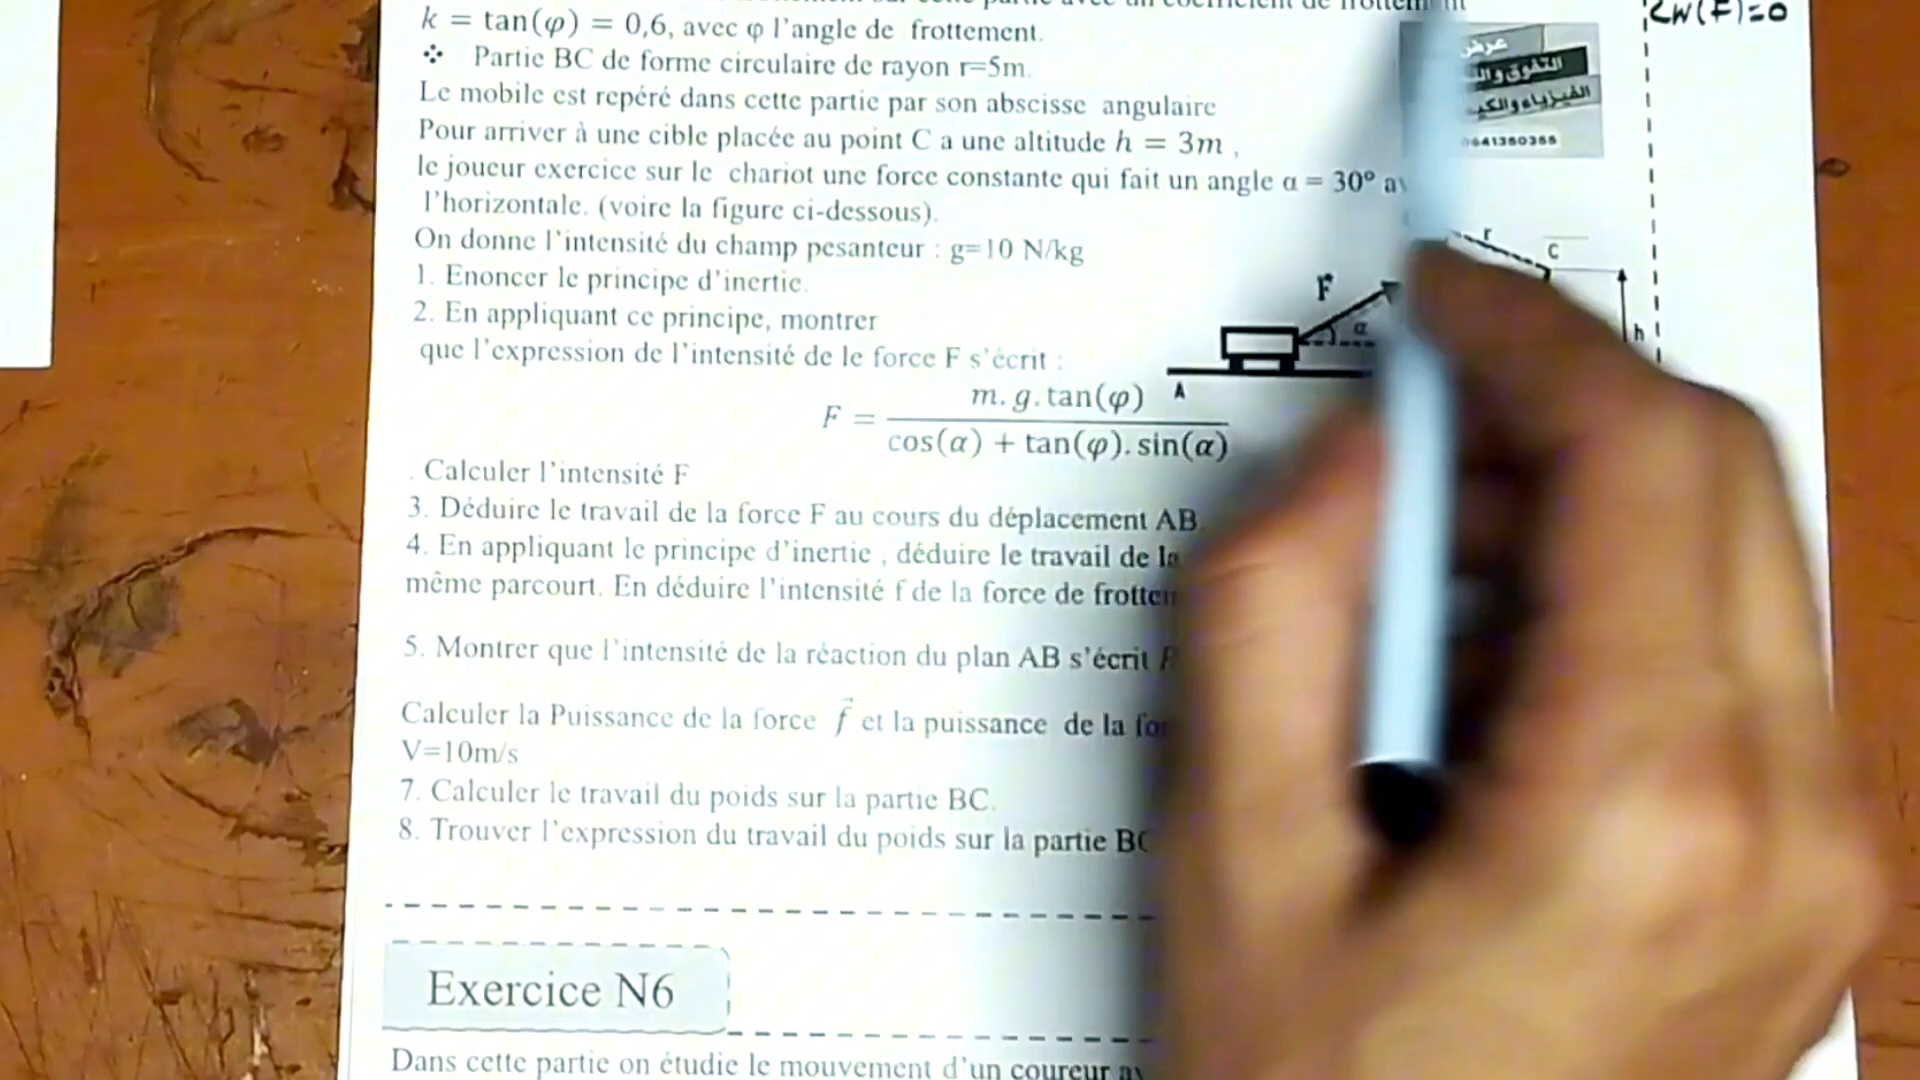 k = tan(φ) = 0,6, avec φ l'angle de frottement.
ΣW(F)=0
❖ Partie BC de forme circulaire de rayon r=5m.
Le mobile est repéré dans cette partie par son abscisse angulaire
Pour arriver à une cible placée au point C a une altitude h = 3m ,
le joueur exercice sur le chariot une force constante qui fait un angle α = 30°
l'horizontale. (voire la figure ci-dessous).
On donne l'intensité du champ pesanteur : g=10 N/kg
1. Enoncer le principe d'inertie.
2. En appliquant ce principe, montrer
que l'expression de l'intensité de le force F s'écrit :
F = m. g. tan(φ) / cos(α) + tan(φ). sin(α)
. Calculer l'intensité F
3. Déduire le travail de la force F au cours du déplacement AB
4. En appliquant le principe d'inertie , déduire le travail de
même parcourt. En déduire l'intensité f de la force de
5. Montrer que l'intensité de la réaction du plan AB s'écrit
Calculer la Puissance de la force f⃗ et la puissance de la
V=10m/s
7. Calculer le travail du poids sur la partie BC.
8. Trouver l'expression du travail du poids sur la partie
Exercice N6
Dans cette partie on étudie le mouvement d'un coureur
عرض
F⃗
α
A
r
C
h